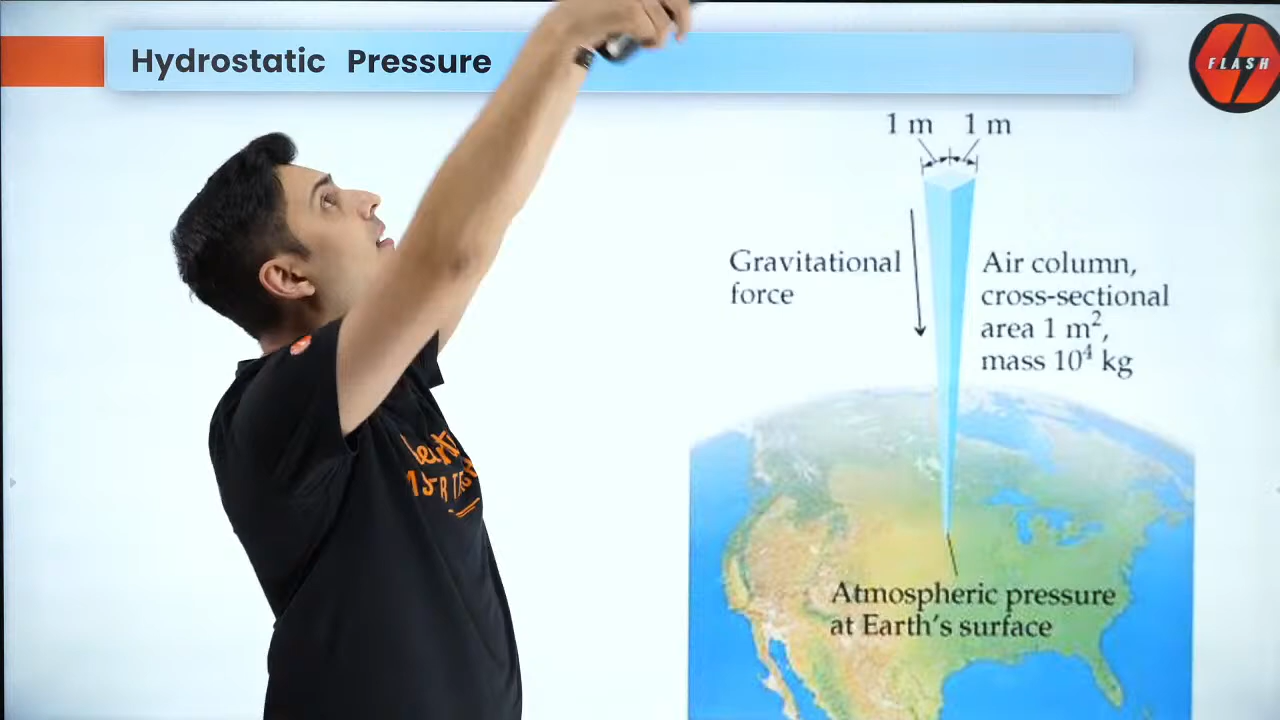 Hydrostatic Pressure
FLASH
1 m 1 m
Gravitational
force
Air column,
cross-sectional
area 1 m²,
mass 10⁴ kg
Atmospheric pressure
at Earth's surface